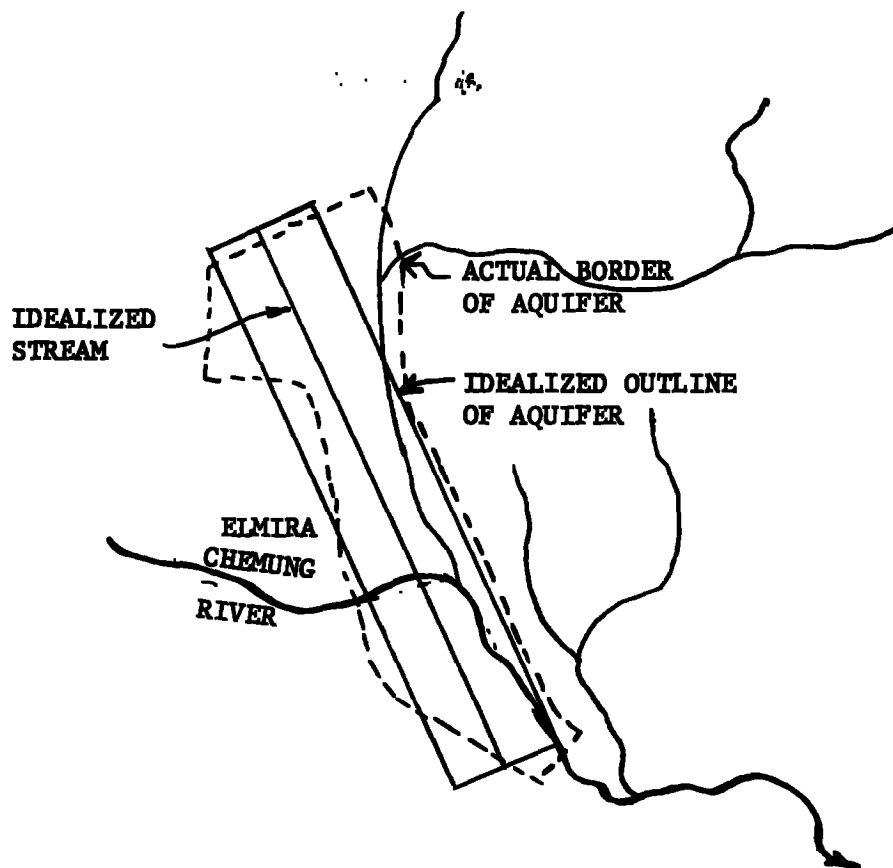 ACTUAL BORDER
OF AQUIFER
IDEALIZED
STREAM
IDEALIZED OUTLINE
OF AQUIFER
ELMIRA
CHEMUNG
RIVER